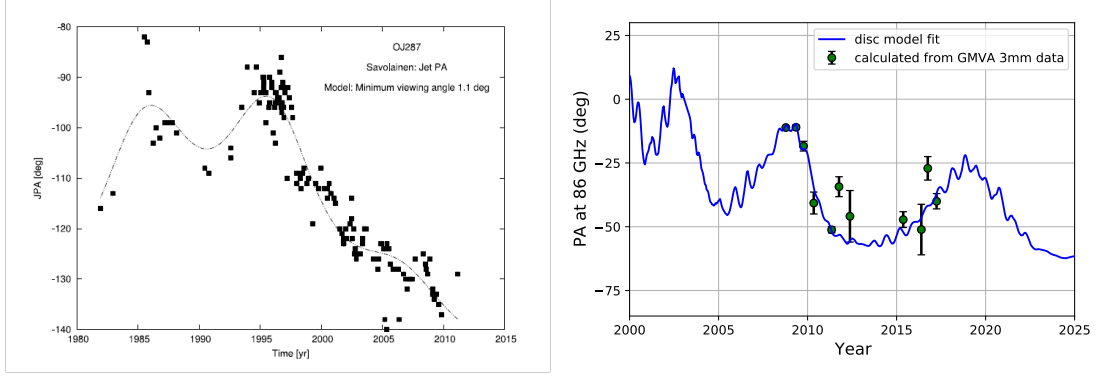 -80
-90
-100
-110
-120
-130
-140
JPA [deg]
OJ287
Savolainen: Jet PA
Model: Minimum viewing angle 1.1 deg
1980 1985 1990 1995 2000 2005 2010 2015
Time [yr]
25
0
−25
−50
−75
PA at 86 GHz (deg)
disc model fit
calculated from GMVA 3mm data
2000 2005 2010 2015 2020 2025
Year